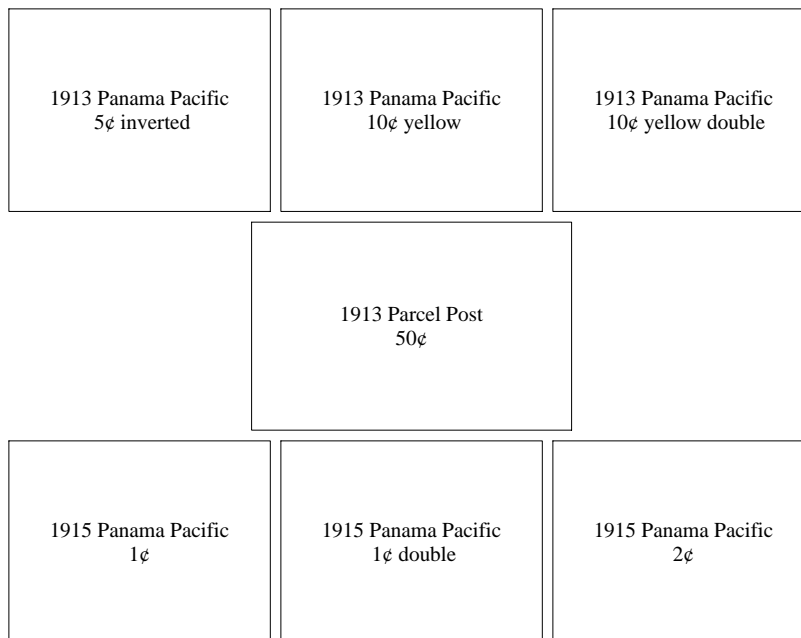 1913 Panama Pacific
5¢ inverted
1913 Panama Pacific
10¢ yellow
1913 Panama Pacific
10¢ yellow double
1913 Parcel Post
50¢
1915 Panama Pacific
1¢
1915 Panama Pacific
1¢ double
1915 Panama Pacific
2¢